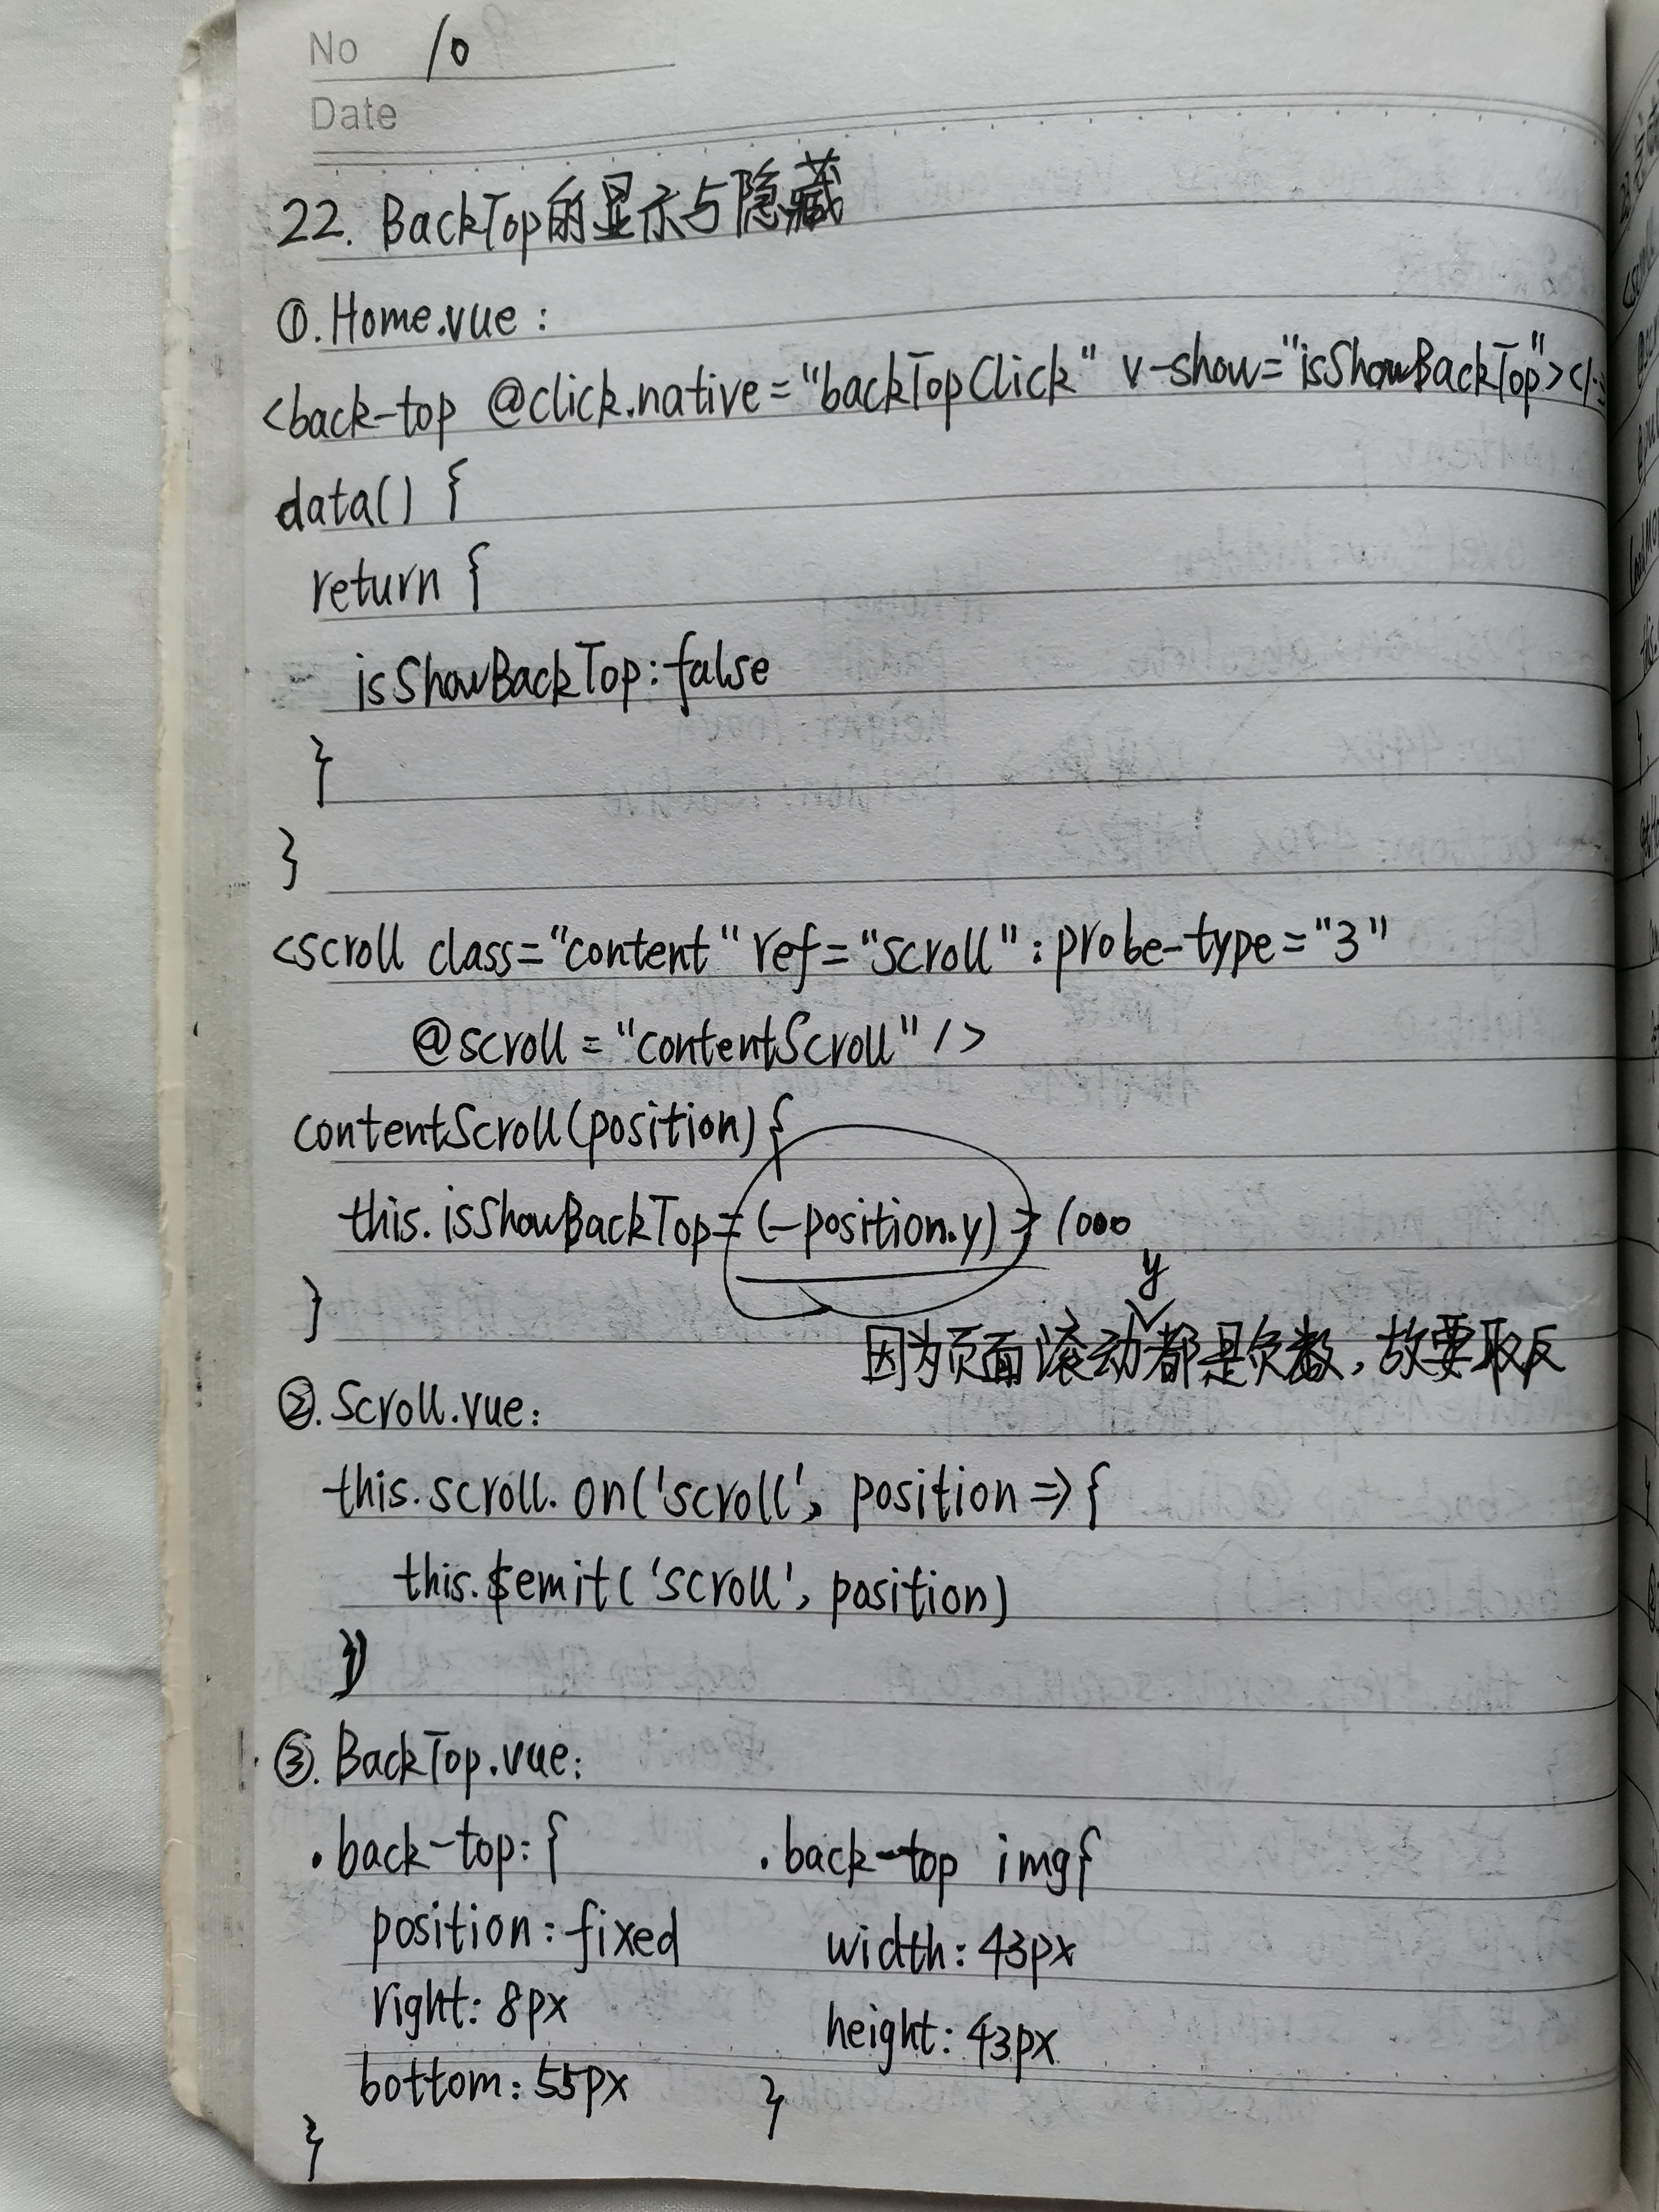 No 10
Date
22. BackTop的显示与隐藏
①. Home.vue :
<back-top @click.native="backTopClick" v-show="isShowBackTop"></
data() {
return {
isShowBackTop: false
}
}
<scroll class="content" ref="scroll" :probe-type="3"
@scroll="contentScroll" />
contentScroll(position) {
this.isShowBackTop = (-position.y) > 1000
}
因为页面滚动y都是负数,故要取反
②. Scroll.vue:
this.scroll.on('scroll', position => {
this.$emit('scroll', position)
})
③. BackTop.vue:
.back-top: {
position: fixed
right: 8px
bottom: 55px
}
.back-top img{
width: 43px
height: 43px
}